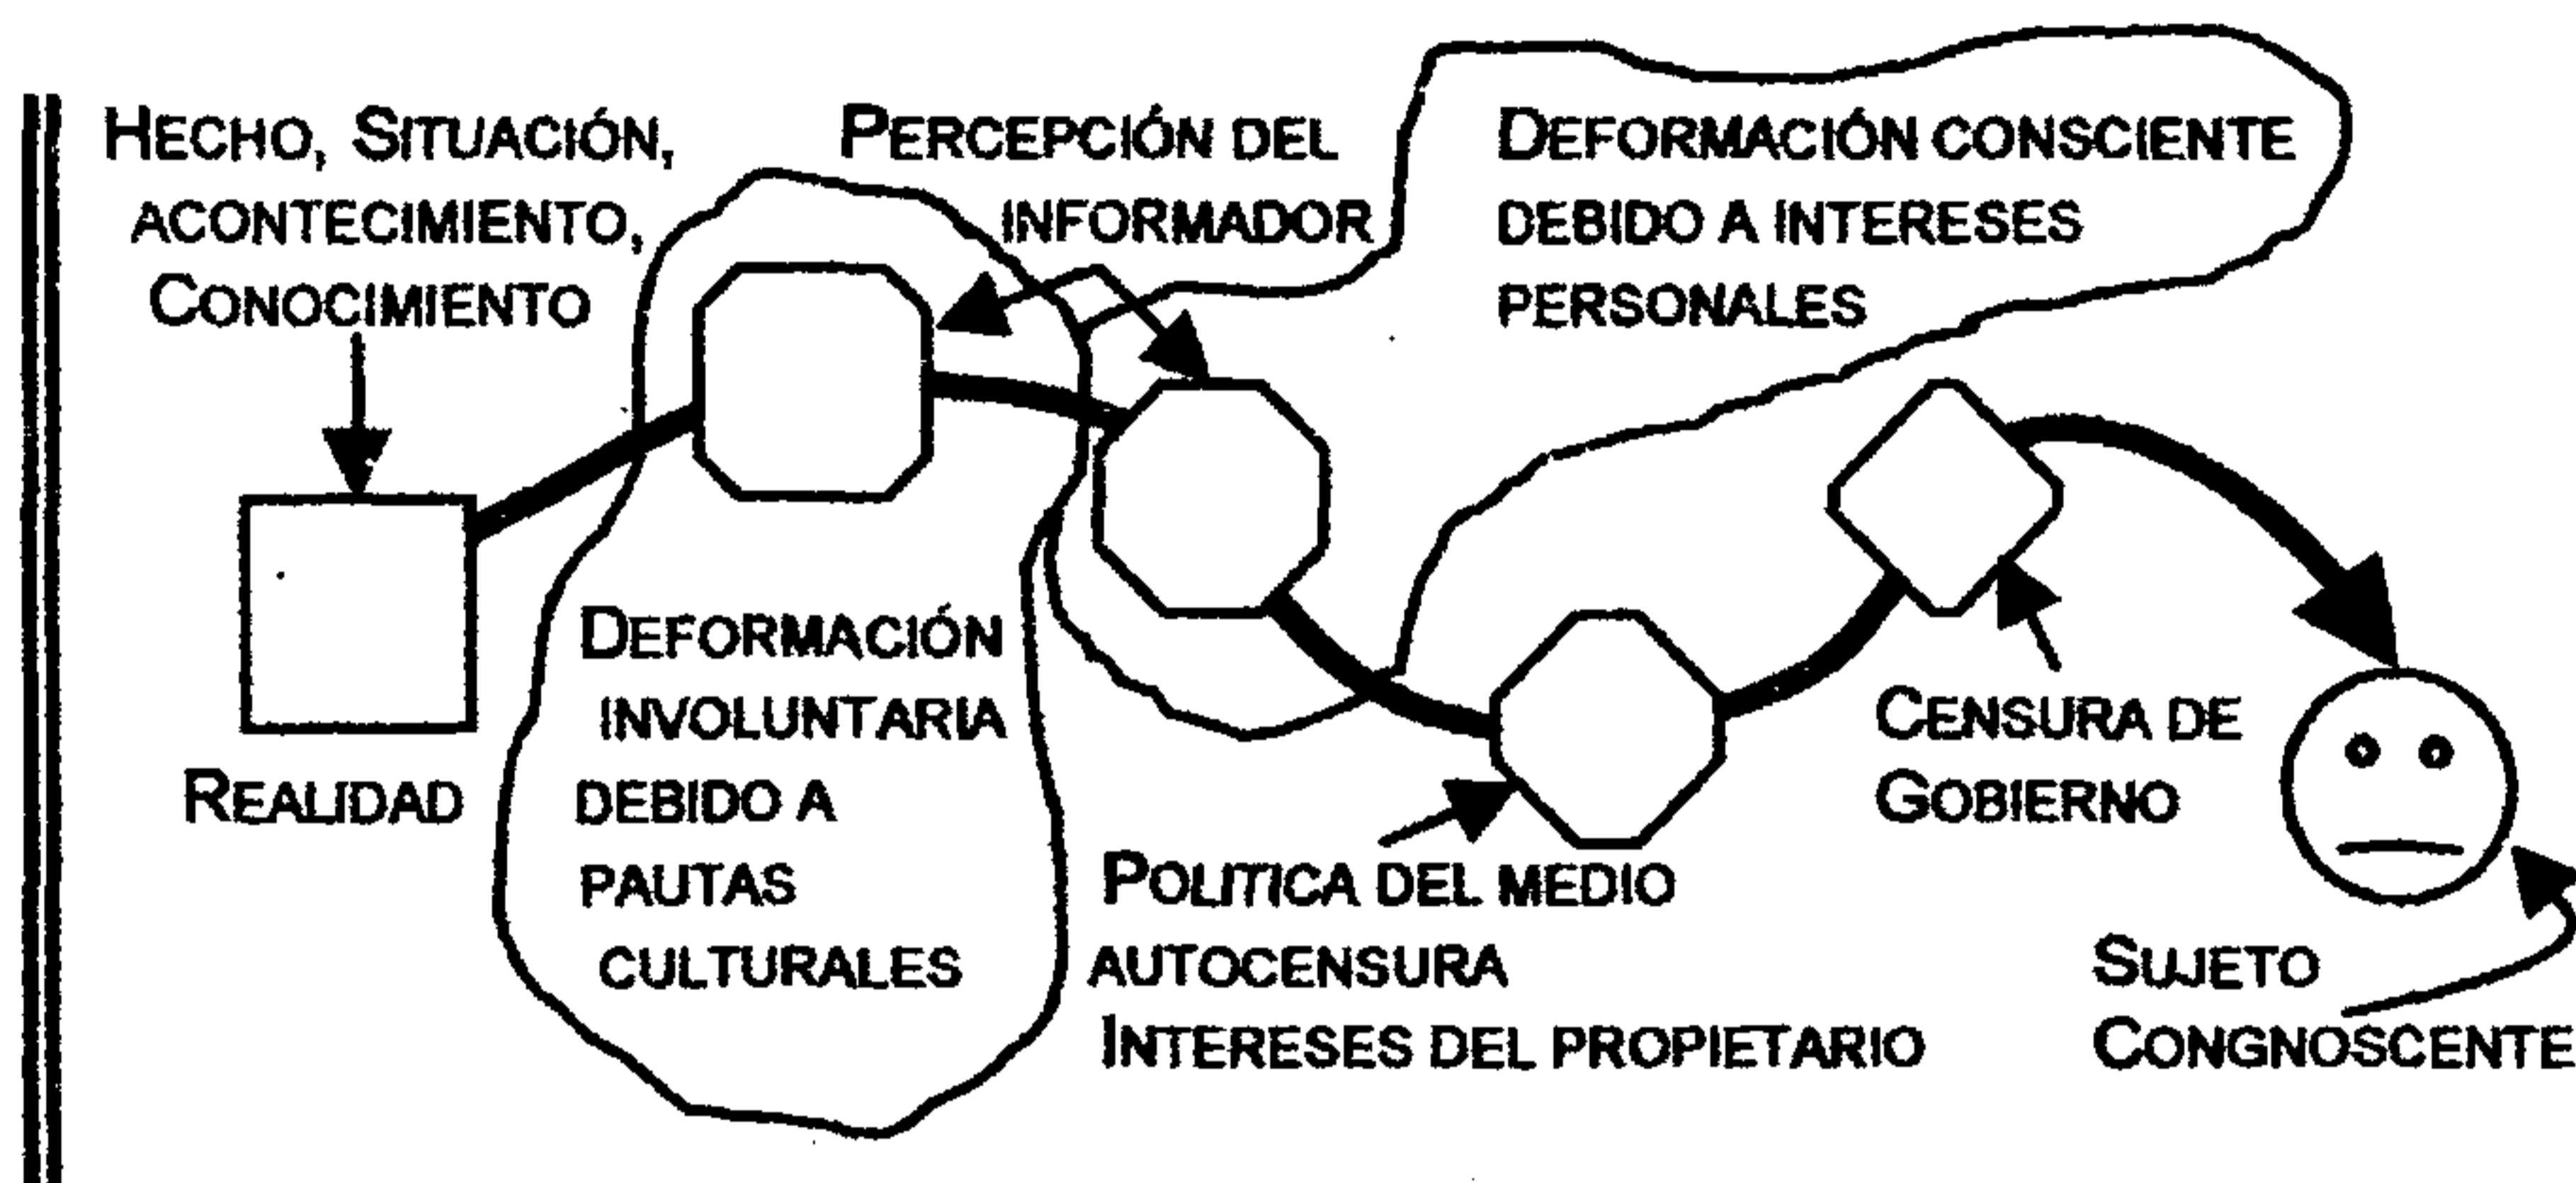 HECHO, SITUACIÓN,
ACONTECIMIENTO,
CONOCIMIENTO
PERCEPCIÓN DEL
INFORMADOR
DEFORMACIÓN CONSCIENTE
DEBIDO A INTERESES
PERSONALES
REALIDAD
DEFORMACIÓN
INVOLUNTARIA
DEBIDO A
PAUTAS
CULTURALES
POLITICA DEL MEDIO
AUTOCENSURA
INTERESES DEL PROPIETARIO
CENSURA DE
GOBIERNO
SUJETO
CONGNOSCENTE